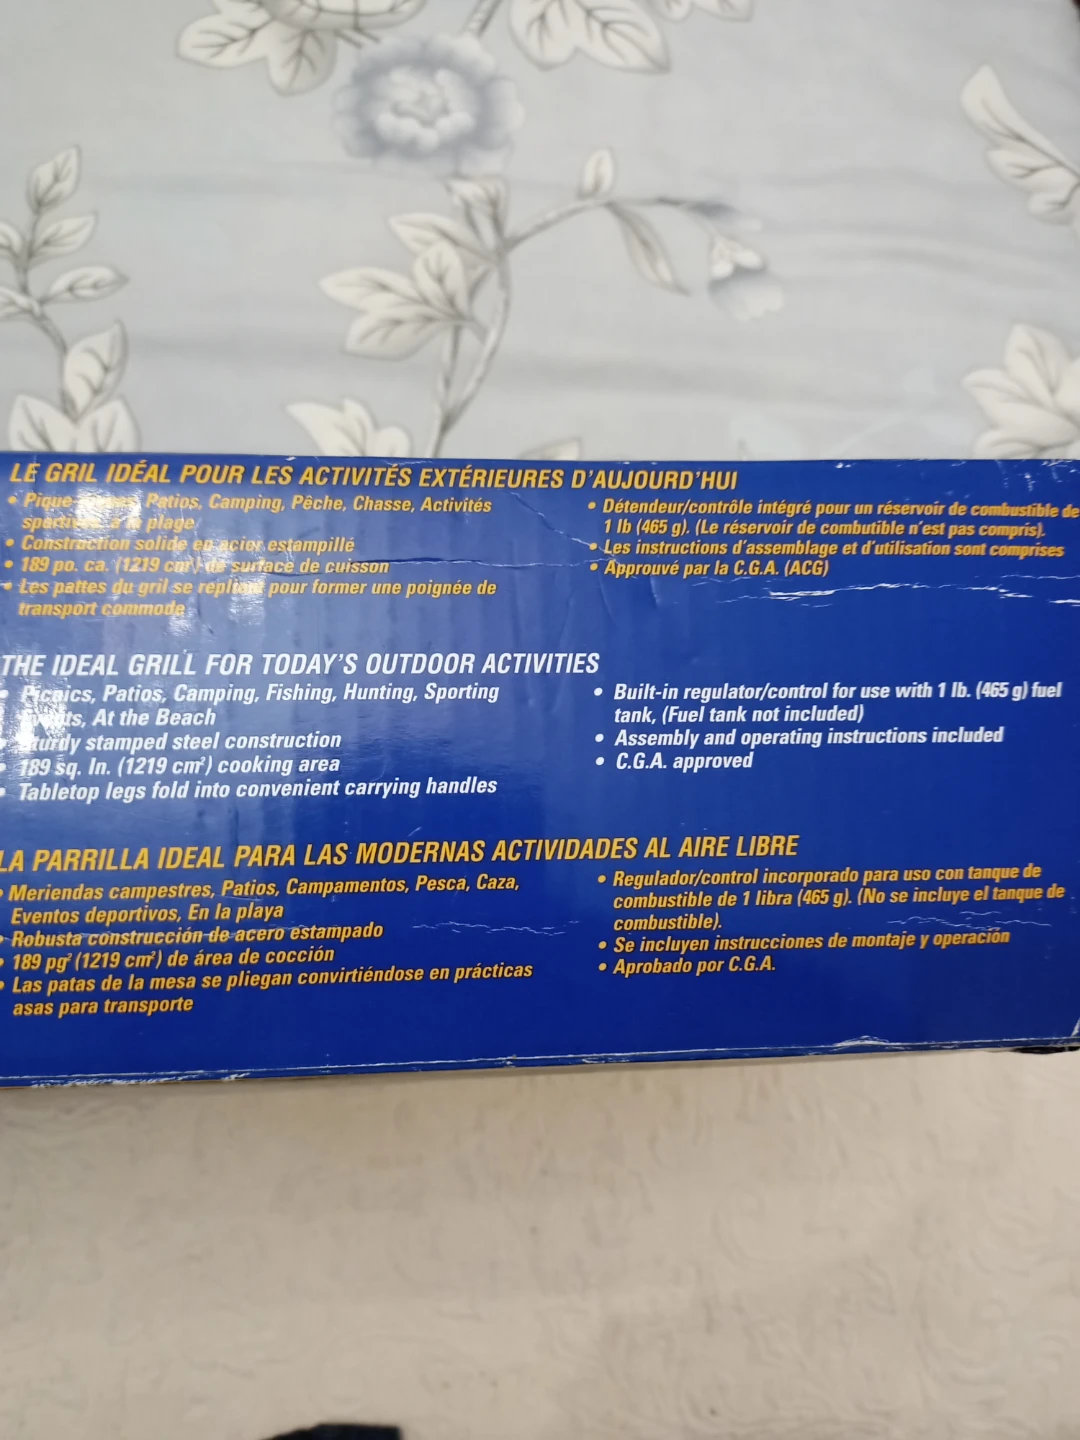 LE GRIL IDÉAL POUR LES ACTIVITÉS EXTÉRIEURES D'AUJOURD'HUI
• Pique- Patios, Camping, Pêche, Chasse, Activités
sportives, à la plage
• Construction solide en acier estampillé
• 189 po. ca. (1219 cm²) de surface de cuisson
• Les pattes du gril se replient pour former une poignée de
transport commode
• Détendeur/contrôle intégré pour un réservoir de combustible de
1 lb (465 g). (Le réservoir de combutible n'est pas compris).
• Les instructions d'assemblage et d'utilisation sont comprises
• Approuvé par la C.G.A. (ACG)
THE IDEAL GRILL FOR TODAY'S OUTDOOR ACTIVITIES
• Picnics, Patios, Camping, Fishing, Hunting, Sporting
Events, At the Beach
• Sturdy stamped steel construction
• 189 sq. In. (1219 cm²) cooking area
• Tabletop legs fold into convenient carrying handles
• Built-in regulator/control for use with 1 lb. (465 g) fuel
tank, (Fuel tank not included)
• Assembly and operating instructions included
• C.G.A. approved
LA PARRILLA IDEAL PARA LAS MODERNAS ACTIVIDADES AL AIRE LIBRE
• Meriendas campestres, Patios, Campamentos, Pesca, Caza,
Eventos deportivos, En la playa
• Robusta construcción de acero estampado
• 189 pg² (1219 cm²) de área de cocción
• Las patas de la mesa se pliegan convirtiéndose en prácticas
asas para transporte
• Regulador/control incorporado para uso con tanque de
combustible de 1 libra (465 g). (No se incluye el tanque de
combustible).
• Se incluyen instrucciones de montaje y operación
• Aprobado por C.G.A.